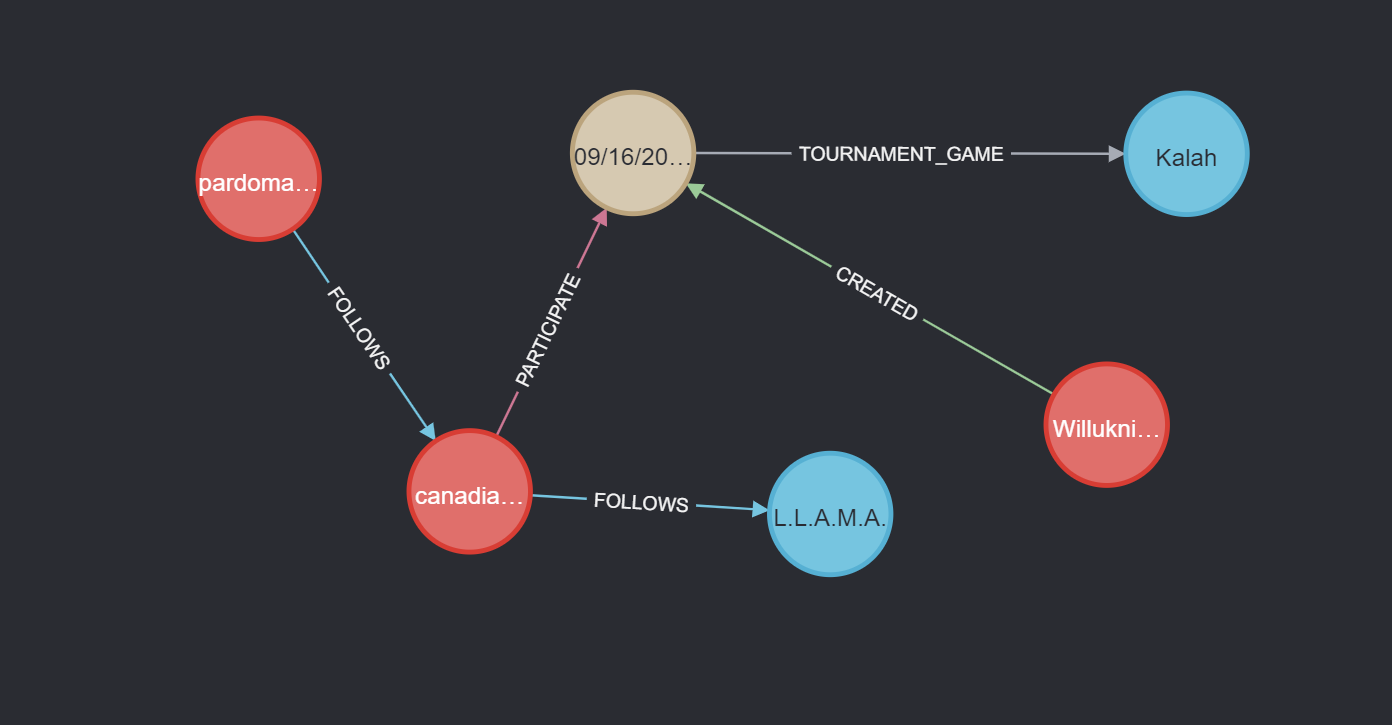 09/16/20…
TOURNAMENT_GAME
Kalah
pardoma…
FOLLOWS
PARTICIPATE
CREATED
Willukni…
canadia…
FOLLOWS
L.L.A.M.A.